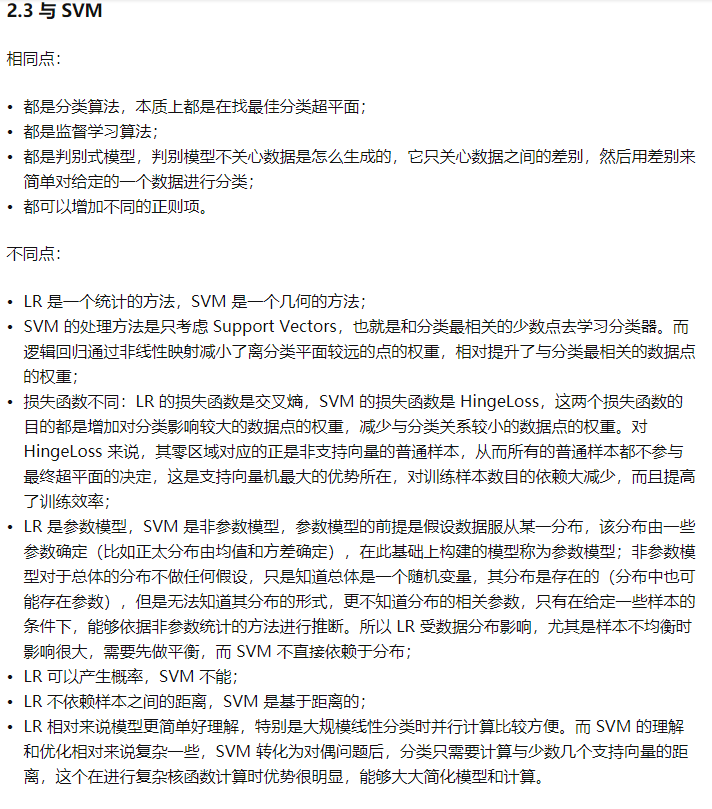 2.3 与 SVM
相同点：
• 都是分类算法，本质上都是在找最佳分类超平面；
• 都是监督学习算法；
• 都是判别式模型，判别模型不关心数据是怎么生成的，它只关心数据之间的差别，然后用差别来
简单对给定的一个数据进行分类；
• 都可以增加不同的正则项。
不同点：
• LR 是一个统计的方法，SVM 是一个几何的方法；
• SVM 的处理方法是只考虑 Support Vectors，也就是和分类最相关的少数点去学习分类器。而
逻辑回归通过非线性映射减小了离分类平面较远的点的权重，相对提升了与分类最相关的数据点
的权重；
• 损失函数不同：LR 的损失函数是交叉熵，SVM 的损失函数是 HingeLoss，这两个损失函数的
目的都是增加对分类影响较大的数据点的权重，减少与分类关系较小的数据点的权重。对
HingeLoss 来说，其零区域对应的正是非支持向量的普通样本，从而所有的普通样本都不参与
最终超平面的决定，这是支持向量机最大的优势所在，对训练样本数目的依赖大减少，而且提高
了训练效率；
• LR 是参数模型，SVM 是非参数模型，参数模型的前提是假设数据服从某一分布，该分布由一些
参数确定（比如正太分布由均值和方差确定），在此基础上构建的模型称为参数模型；非参数模
型对于总体的分布不做任何假设，只是知道总体是一个随机变量，其分布是存在的（分布中也可
能存在参数），但是无法知道其分布的形式，更不知道分布的相关参数，只有在给定一些样本的
条件下，能够依据非参数统计的方法进行推断。所以 LR 受数据分布影响，尤其是样本不均衡时
影响很大，需要先做平衡，而 SVM 不直接依赖于分布；
• LR 可以产生概率，SVM 不能；
• LR 不依赖样本之间的距离，SVM 是基于距离的；
• LR 相对来说模型更简单好理解，特别是大规模线性分类时并行计算比较方便。而 SVM 的理解
和优化相对来说复杂一些，SVM 转化为对偶问题后，分类只需要计算与少数几个支持向量的距
离，这个在进行复杂核函数计算时优势很明显，能够大大简化模型和计算。